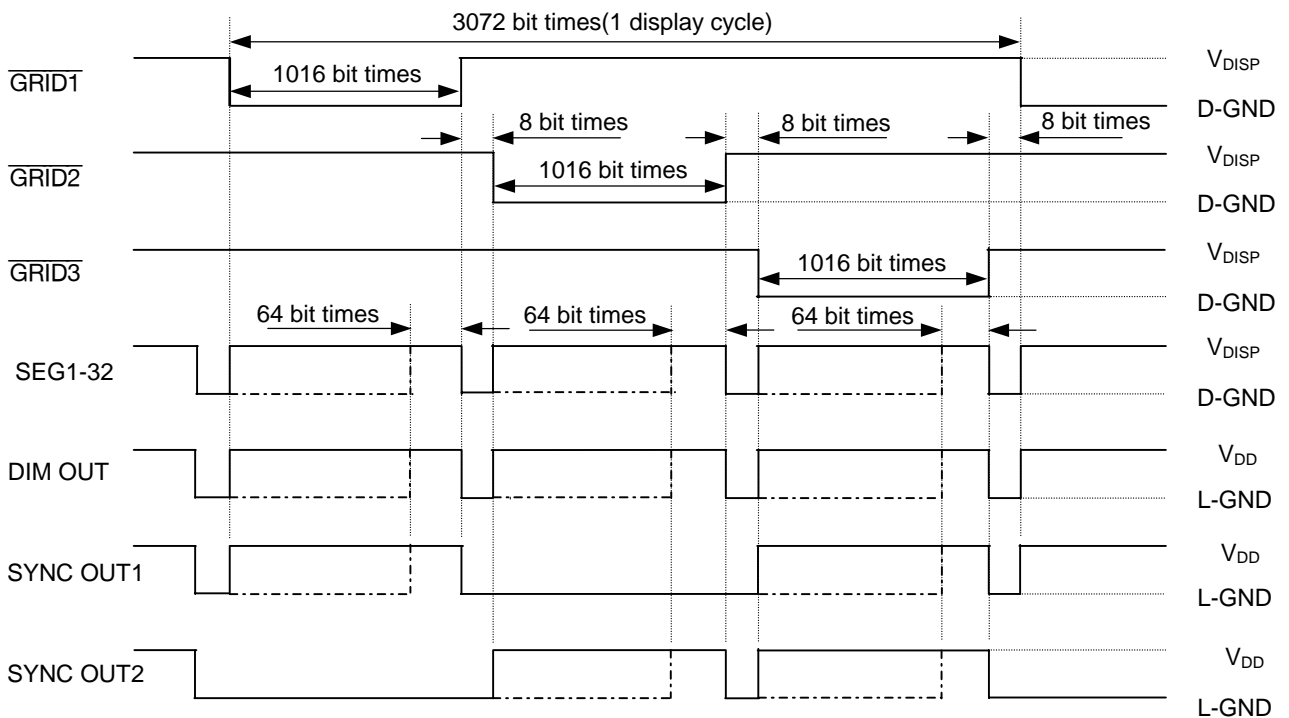 3072 bit times(1 display cycle)
GRID1
1016 bit times
VDISP
D-GND
8 bit times
8 bit times
8 bit times
GRID2
1016 bit times
VDISP
D-GND
GRID3
1016 bit times
VDISP
D-GND
64 bit times
64 bit times
64 bit times
SEG1-32
VDISP
D-GND
DIM OUT
VDD
L-GND
SYNC OUT1
VDD
L-GND
SYNC OUT2
VDD
L-GND